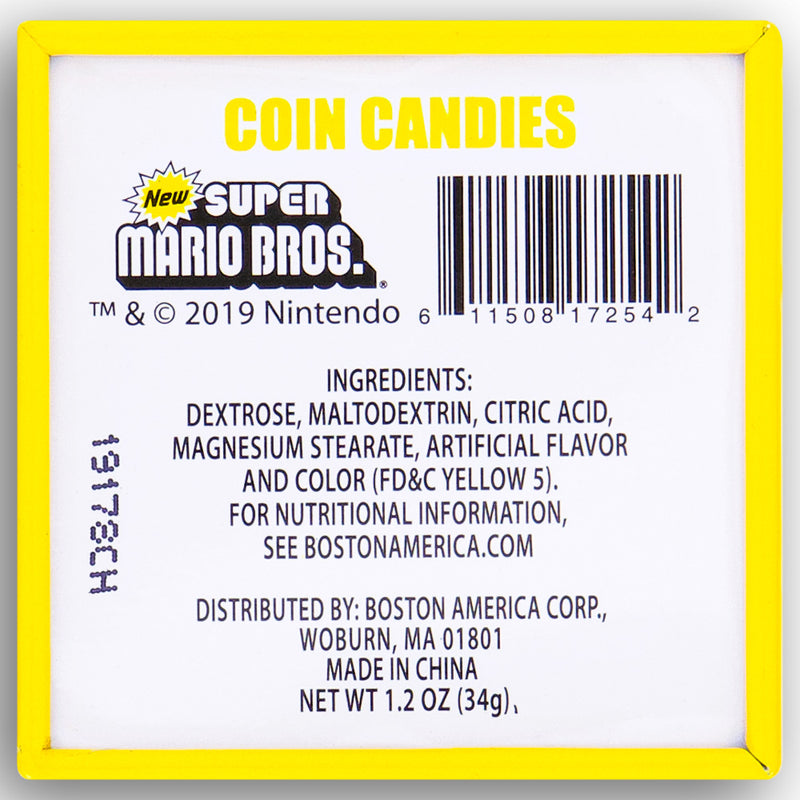 COIN CANDIES
New SUPER
MARIO BROS.®
™ & © 2019 Nintendo
6 11508 17254 2
INGREDIENTS:
DEXTROSE, MALTODEXTRIN, CITRIC ACID,
MAGNESIUM STEARATE, ARTIFICIAL FLAVOR
AND COLOR (FD&C YELLOW 5).
FOR NUTRITIONAL INFORMATION,
SEE BOSTONAMERICA.COM
19178CH
DISTRIBUTED BY: BOSTON AMERICA CORP.,
WOBURN, MA 01801
MADE IN CHINA
NET WT 1.2 OZ (34g)